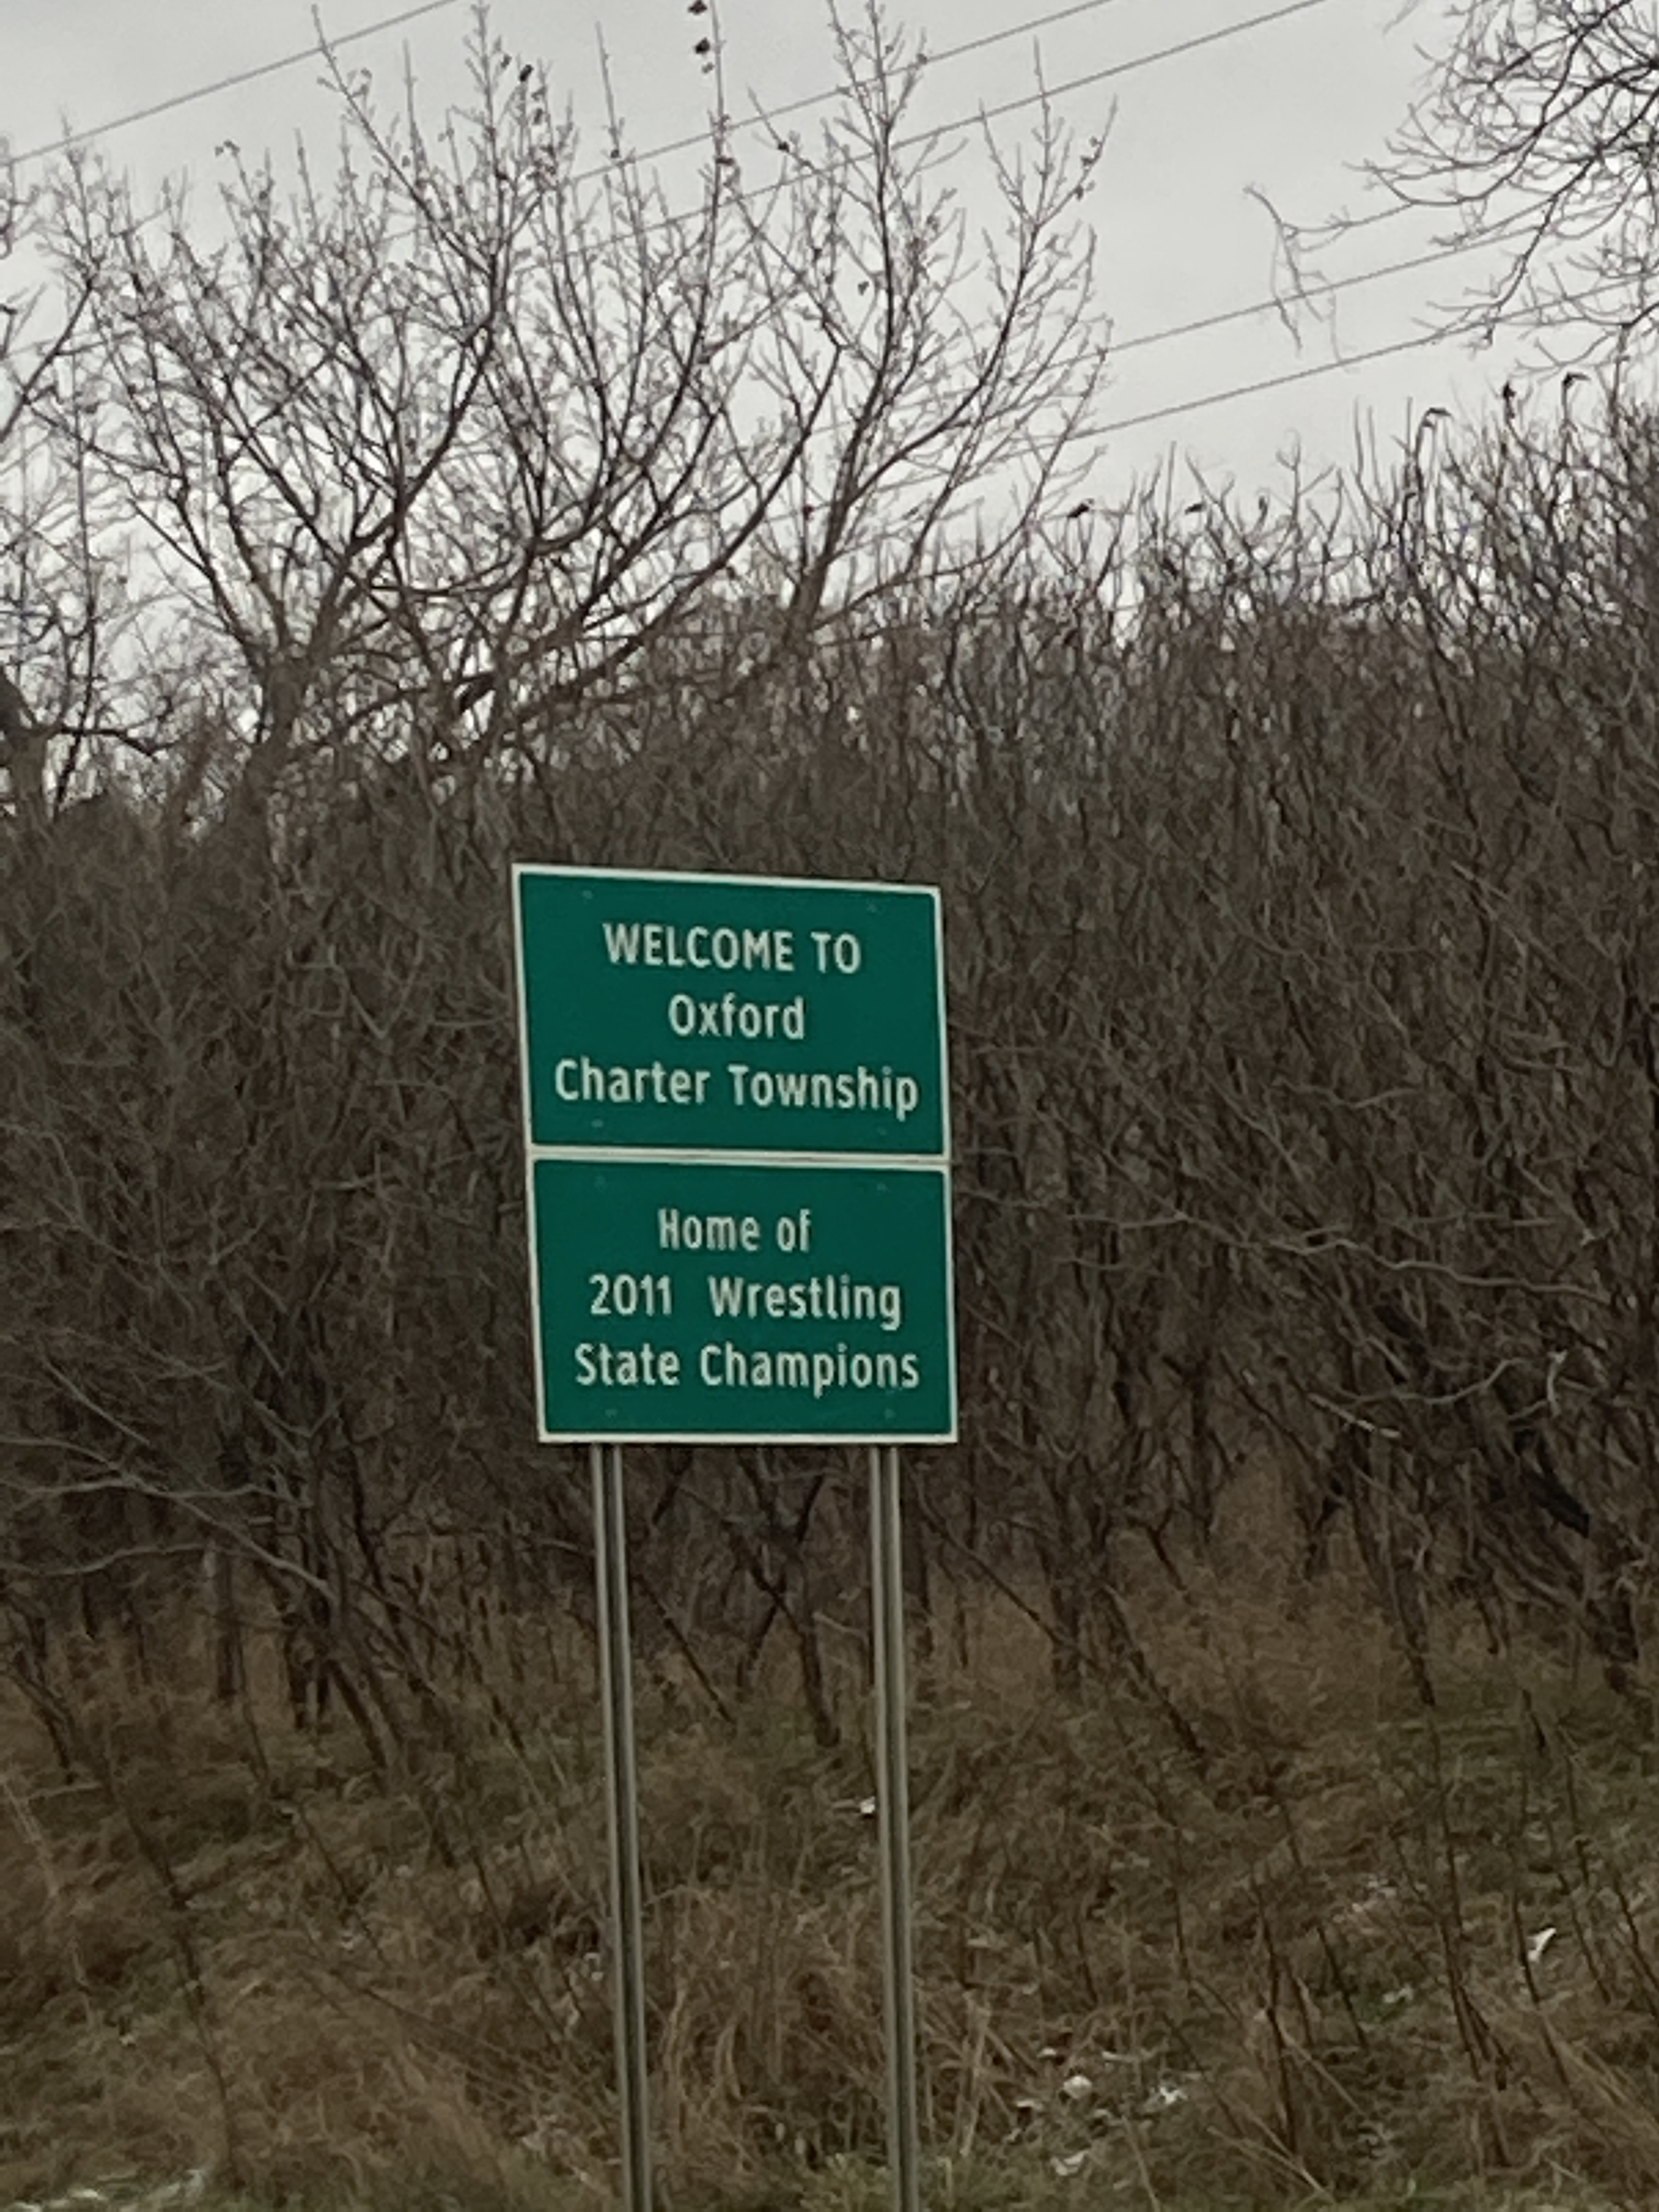 WELCOME TO
Oxford
Charter Township
Home of
2011 Wrestling
State Champions